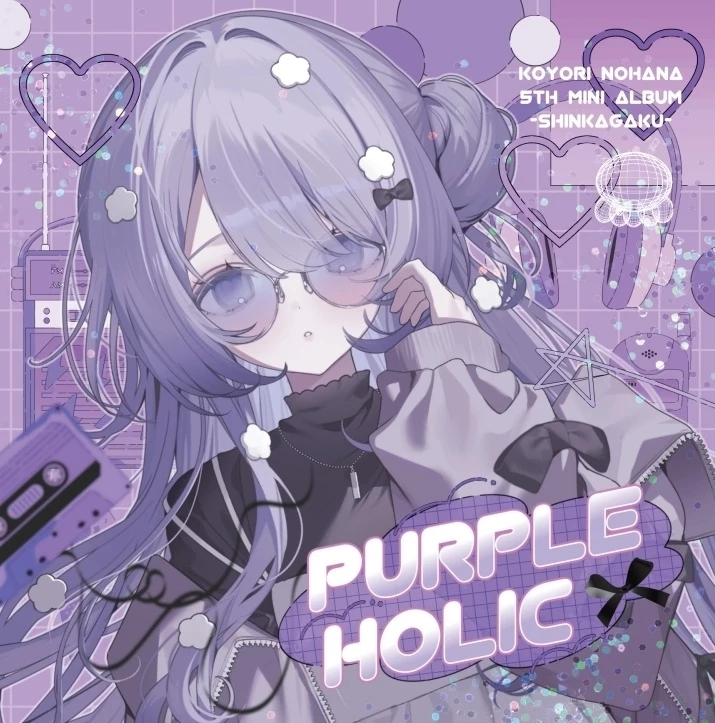 KOYORI NOHANA
5TH MINI ALBUM
-SHINKAGAKU-
PURPLE
HOLIC